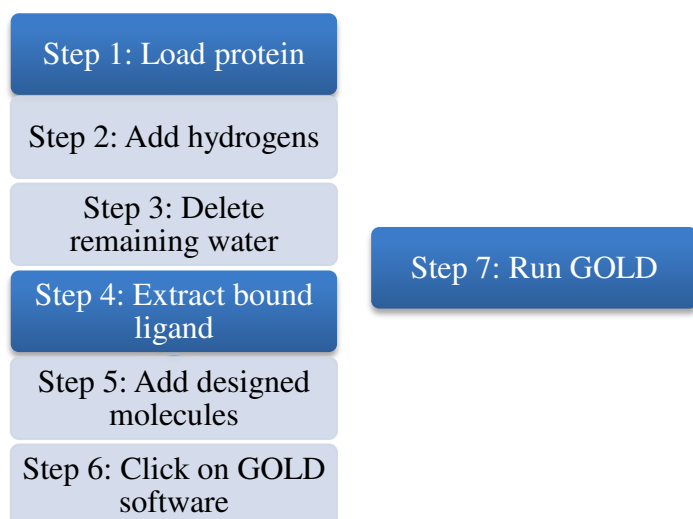 Step 1: Load protein
Step 2: Add hydrogens
Step 3: Delete
remaining water
Step 4: Extract bound
ligand
Step 5: Add designed
molecules
Step 6: Click on GOLD
software
Step 7: Run GOLD